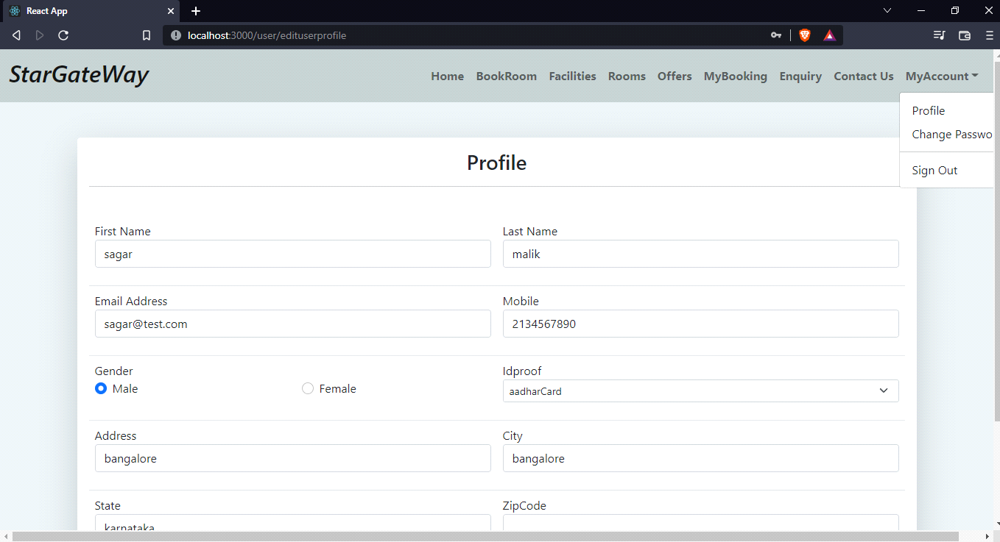 React App
localhost:3000/user/edituserprofile
StarGateWay
Home BookRoom Facilities Rooms Offers MyBooking Enquiry Contact Us MyAccount
Profile
Change Passwo
Sign Out
Profile
First Name Last Name
sagar malik
Email Address Mobile
sagar@test.com 2134567890
Gender Idproof
Male Female aadharCard
Address City
bangalore bangalore
State ZipCode
karnataka